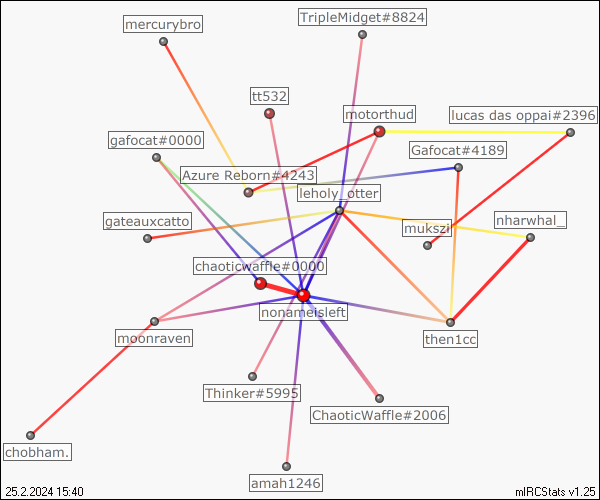 TripleMidget#8824
mercurybro
tt532
motorthud
lucas das oppai#2396
gafocat#0000
Gafocat#4189
Azure Reborn#4243
leholy_otter
gateauxcatto
mukszi
nharwhal_
chaoticwaffle#0000
nonameisleft
moonraven
then1cc
Thinker#5995
ChaoticWaffle#2006
chobham.
amah1246
25.2.2024 15:40
mIRCStats v1.25